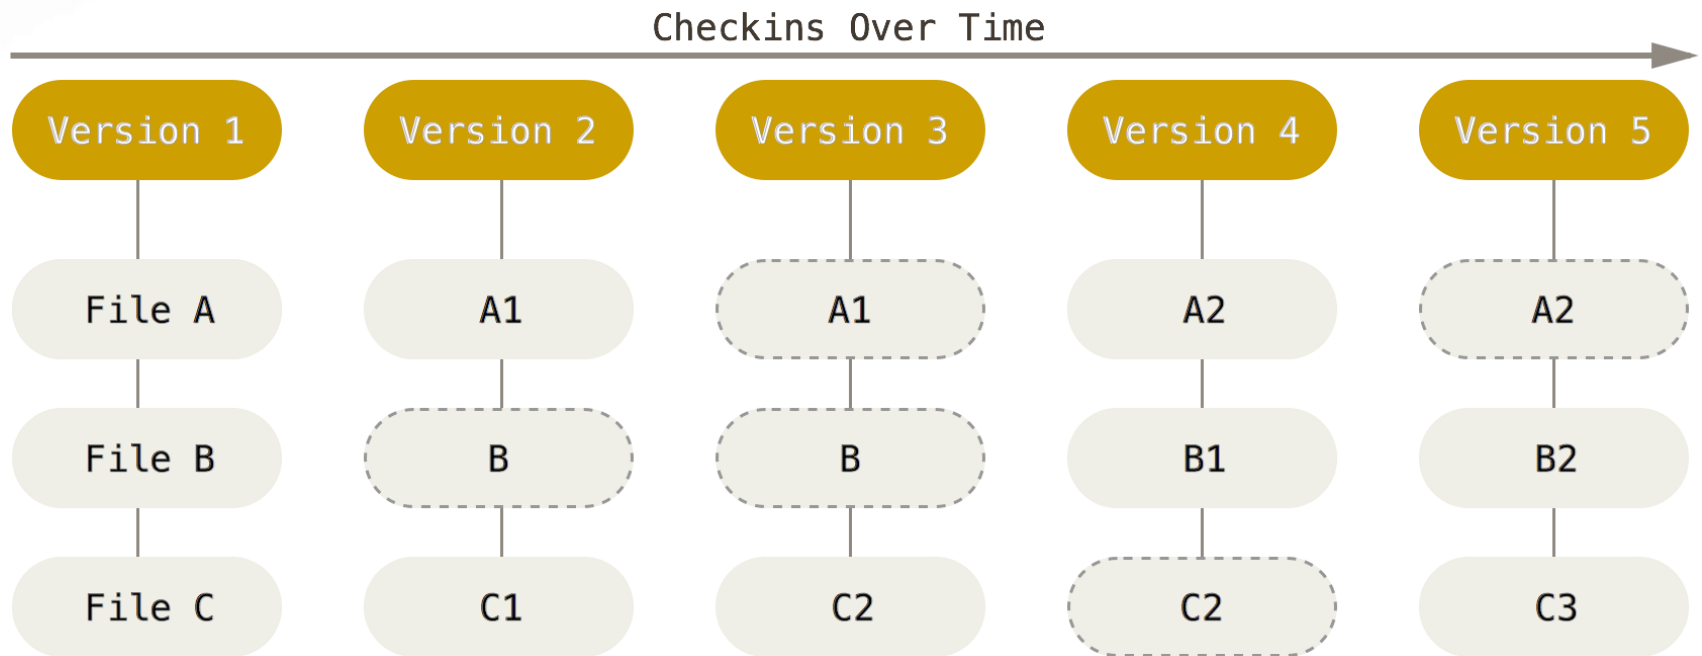 Checkins Over Time
Version 1 Version 2 Version 3 Version 4 Version 5
File A A1 A1 A2 A2
File B B B B1 B2
File C C1 C2 C2 C3